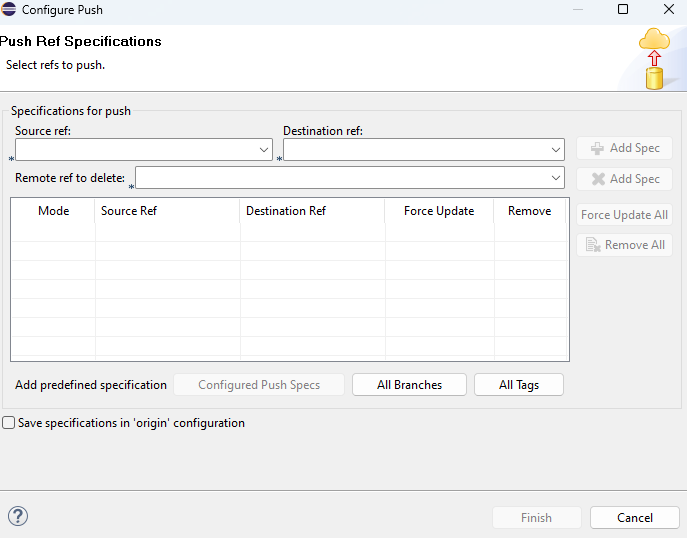 Configure Push
Push Ref Specifications
Select refs to push.
Specifications for push
Source ref:
Destination ref:
Add Spec
Remote ref to delete:
Add Spec
Mode Source Ref Destination Ref Force Update Remove
Force Update All
Remove All
Add predefined specification Configured Push Specs All Branches All Tags
Save specifications in 'origin' configuration
Finish Cancel